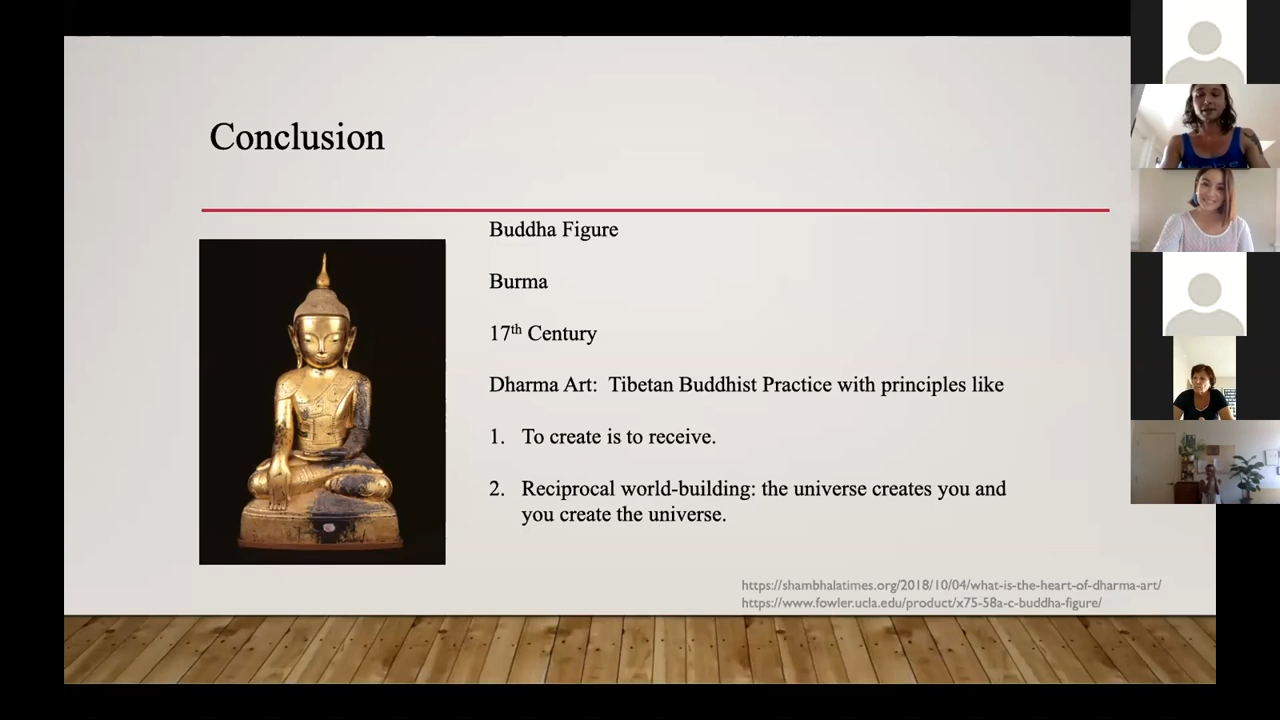 Conclusion
Buddha Figure
Burma
17th Century
Dharma Art:  Tibetan Buddhist Practice with principles like
1. To create is to receive.
2. Reciprocal world-building: the universe creates you and
you create the universe.
https://shambhalatimes.org/2018/10/04/what-is-the-heart-of-dharma-art/
https://www.fowler.ucla.edu/product/x75-58a-c-buddha-figure/